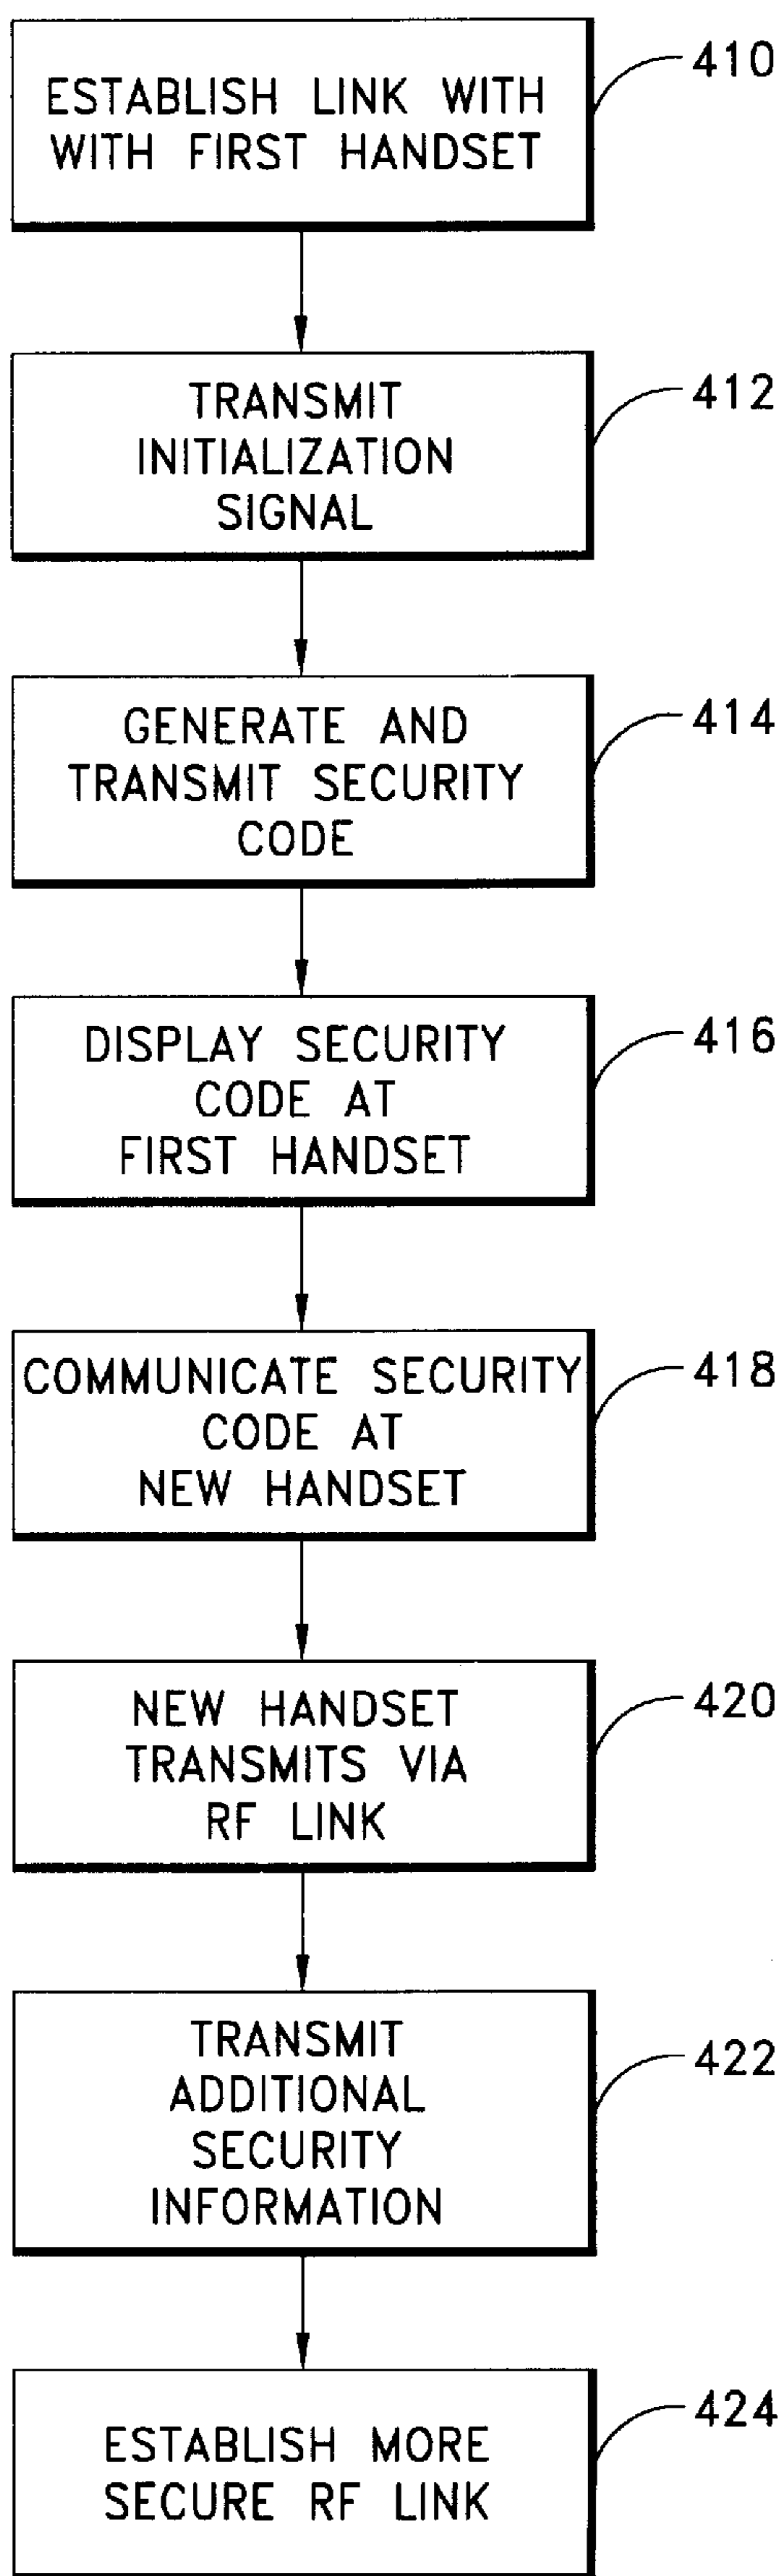 ESTABLISH LINK WITH
WITH FIRST HANDSET
410
TRANSMIT
INITIALIZATION
SIGNAL
412
GENERATE AND
TRANSMIT SECURITY
CODE
414
DISPLAY SECURITY
CODE AT
FIRST HANDSET
416
COMMUNICATE SECURITY
CODE AT
NEW HANDSET
418
NEW HANDSET
TRANSMITS VIA
RF LINK
420
TRANSMIT
ADDITIONAL
SECURITY
INFORMATION
422
ESTABLISH MORE
SECURE RF LINK
424